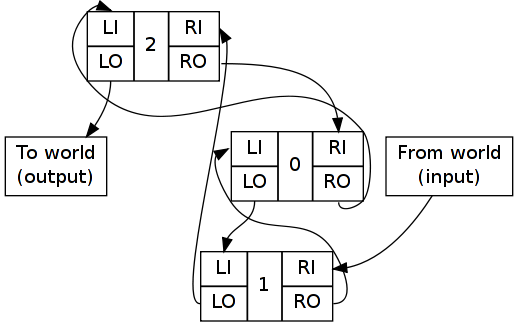 LI 2 RI
LO RO
To world
(output)
LI 0 RI
LO RO
From world
(input)
LI 1 RI
LO RO